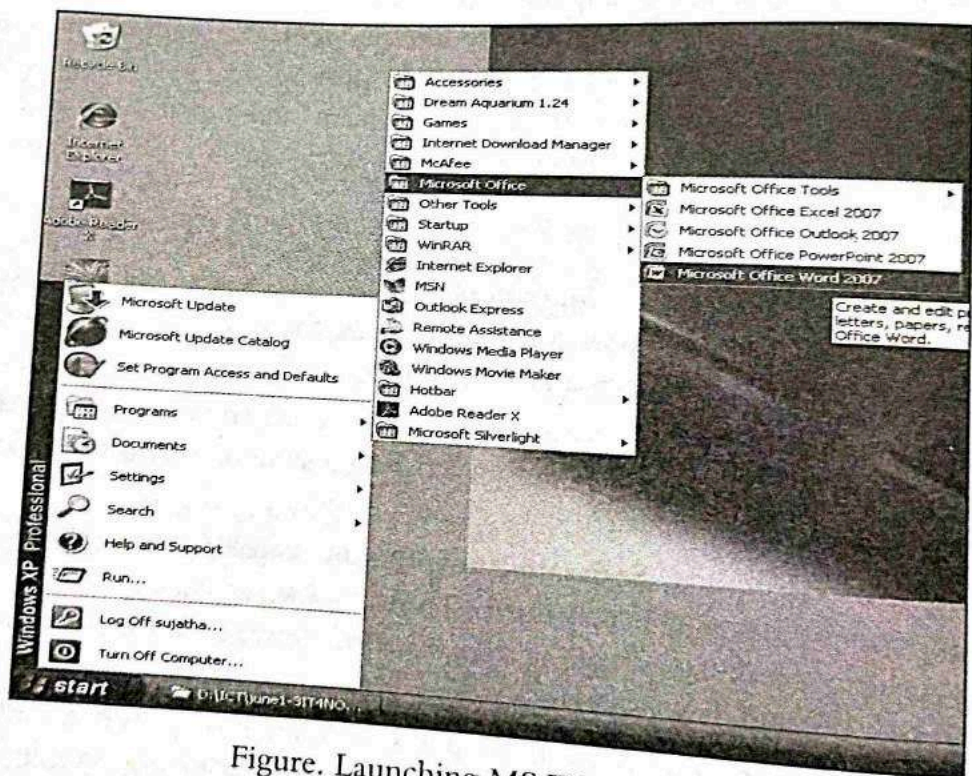 Recycle Bin
Internet
Explorer
Adobe Reader
X
Microsoft Update
Microsoft Update Catalog
Set Program Access and Defaults
Programs
Documents
Settings
Search
Help and Support
Run...
Log Off sujatha...
Turn Off Computer...
Windows XP Professional
start
Accessories
Dream Aquarium 1.24
Games
Internet Download Manager
McAfee
Microsoft Office
Other Tools
Startup
WinRAR
Internet Explorer
MSN
Outlook Express
Remote Assistance
Windows Media Player
Windows Movie Maker
Hotbar
Adobe Reader X
Microsoft Silverlight
Microsoft Office Tools
Microsoft Office Excel 2007
Microsoft Office Outlook 2007
Microsoft Office PowerPoint 2007
Microsoft Office Word 2007
Create and edit
letters, papers,
Office Word.
Figure. Launching MS